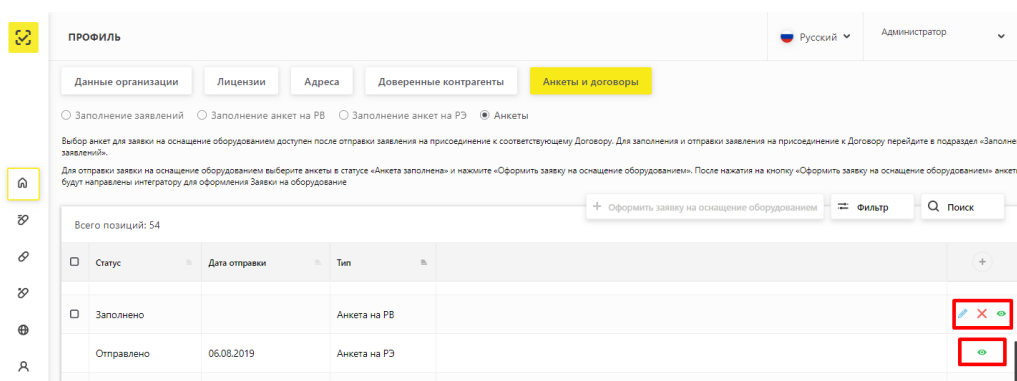 ПРОФИЛЬ
Русский
Администратор
Данные организации
Лицензии
Адреса
Доверенные контрагенты
Анкеты и договоры
Заполнение заявлений
Заполнение анкет на РВ
Заполнение анкет на РЭ
Анкеты
Выбор анкет для заявки на оснащение оборудованием доступен после отправки заявления на присоединение к соответствующему Договору. Для заполнения и отправки заявления на присоединение к Договору перейдите в подраздел
заявлений».
Для отправки заявки на оснащение оборудованием выберите анкеты в статусе «Анкета заполнена» и нажмите «Оформить заявку на оснащение оборудованием». После нажатия на кнопку «Оформить заявку на оснащение оборудованием»
будут направлены интегратору для оформления Заявки на оборудование
+ Оформить заявку на оснащение оборудованием
Фильтр
Поиск
Всего позиций: 54
Статус
Дата отправки
Тип
Заполнено
Анкета на РВ
Отправлено
06.08.2019
Анкета на РЭ